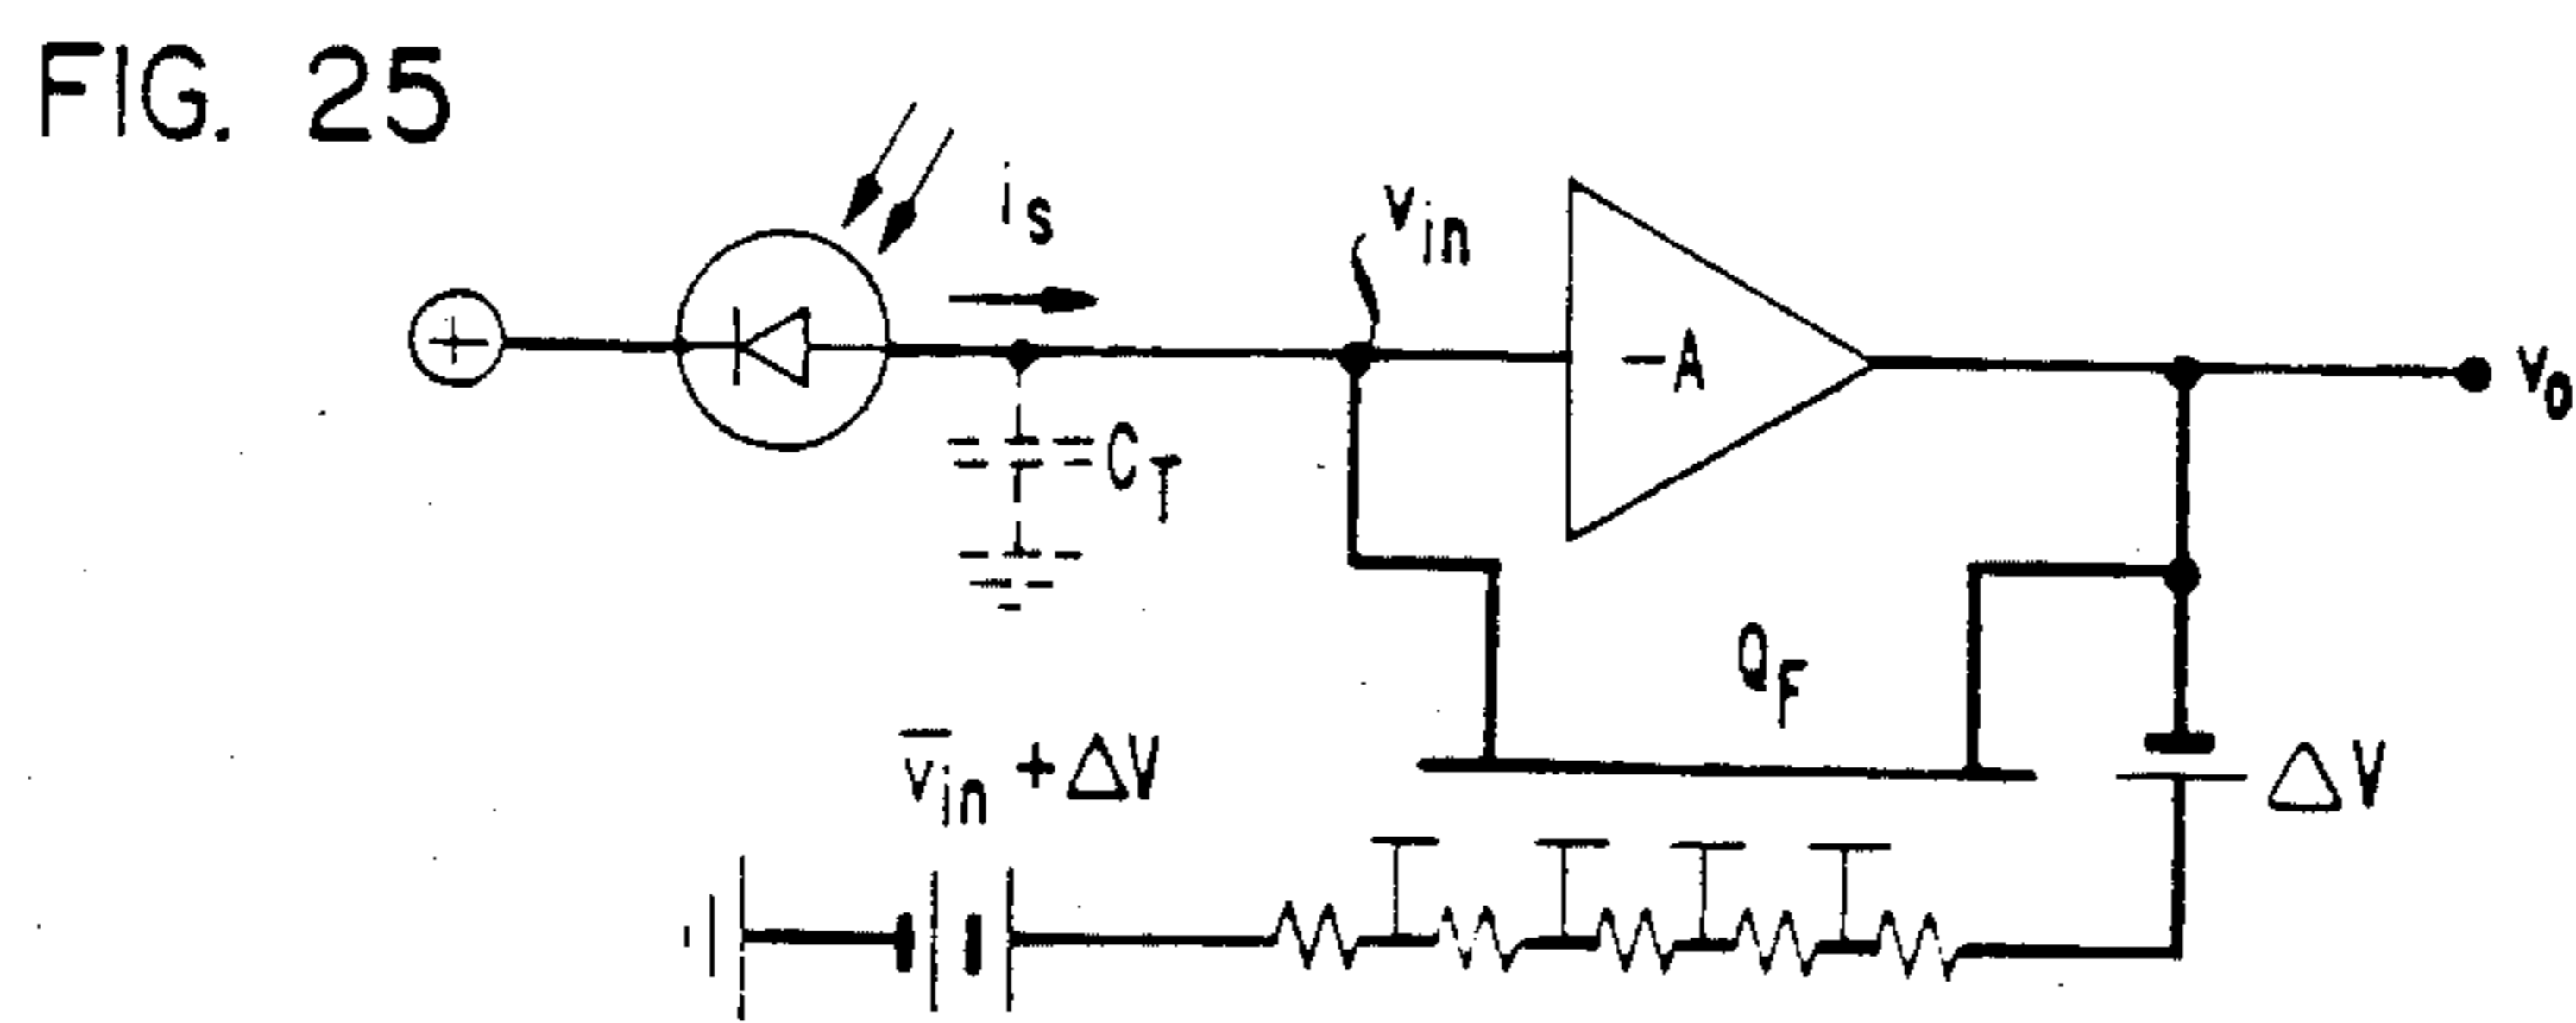 FIG. 25
i_s
v_in
+
-A
v_o
C_T
Q_F
v̅_in + ΔV
ΔV